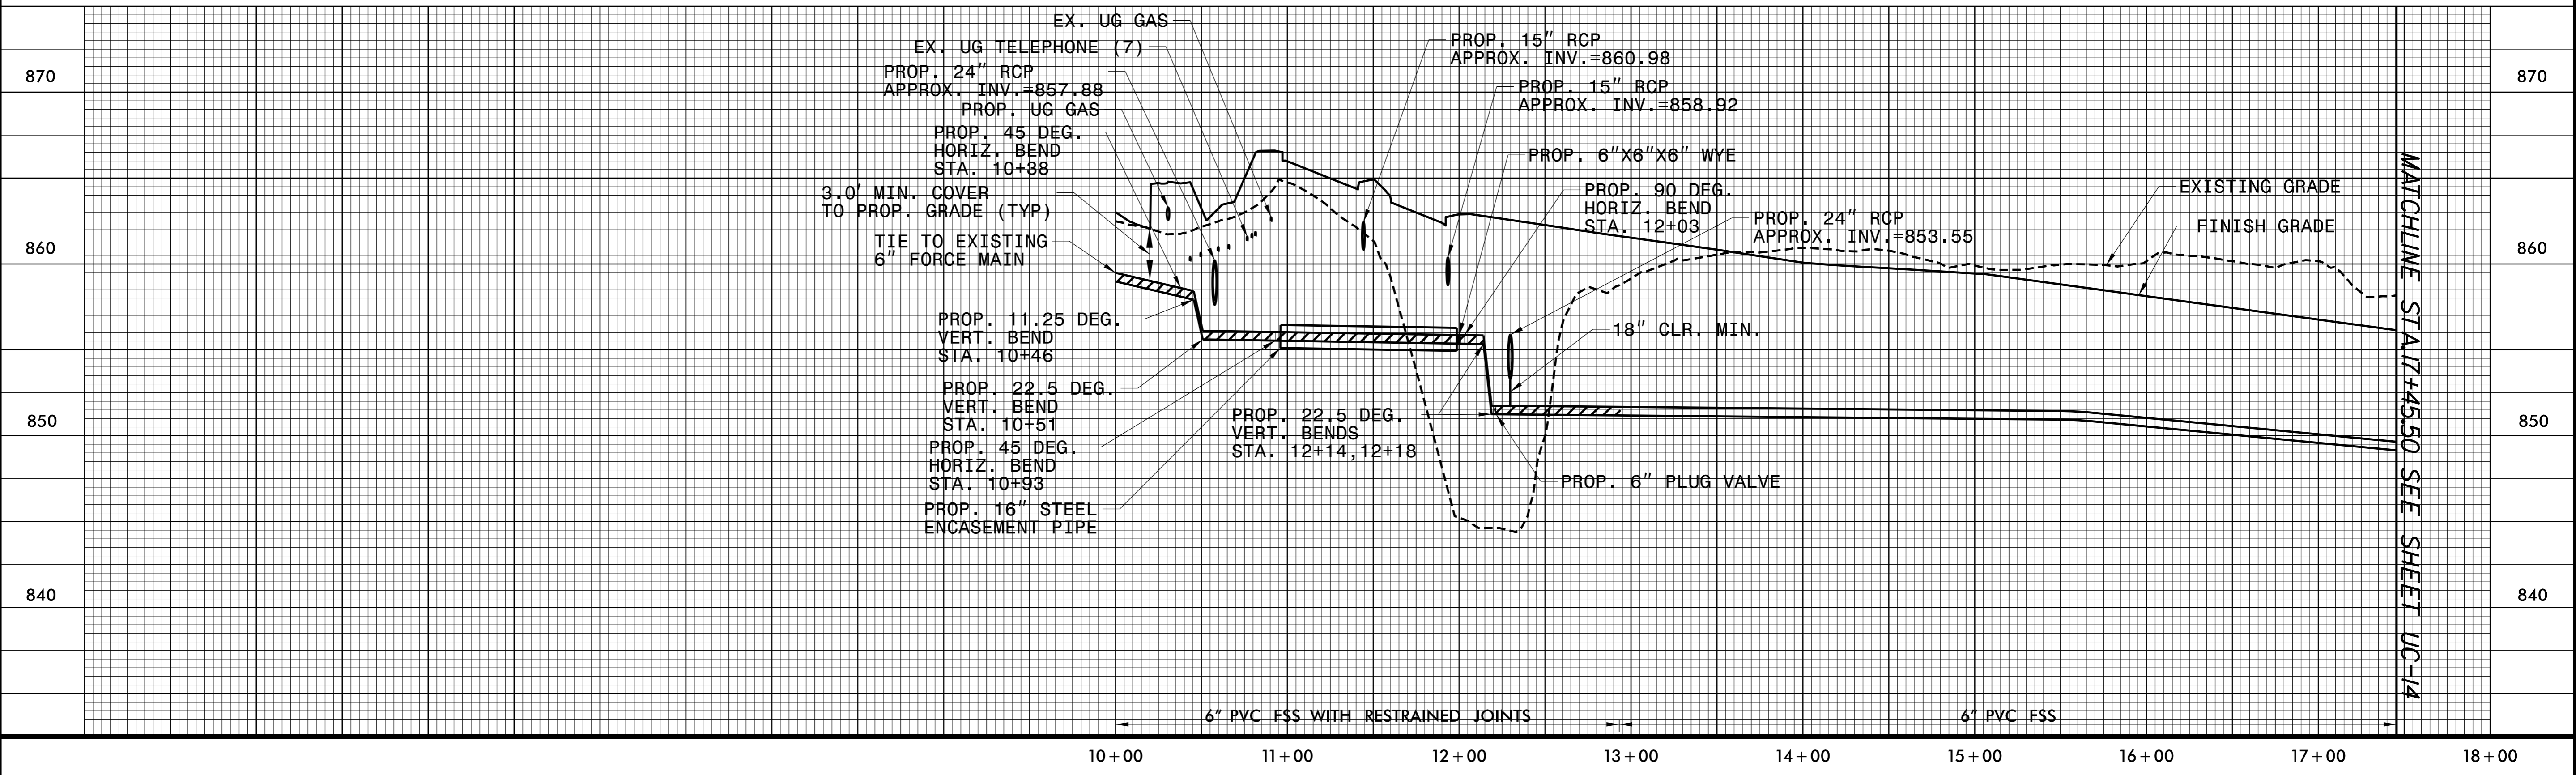 EX. UG GAS
EX. UG TELEPHONE (7)
PROP. 24" RCP
APPROX. INV.=857.88
PROP. UG GAS
PROP. 45 DEG.
HORIZ. BEND
STA. 10+38
3.0' MIN. COVER
TO PROP. GRADE (TYP)
TIE TO EXISTING
6" FORCE MAIN
PROP. 11.25 DEG.
VERT. BEND
STA. 10+46
PROP. 22.5 DEG.
VERT. BEND
STA. 10+51
PROP. 45 DEG.
HORIZ. BEND
STA. 10+93
PROP. 16" STEEL
ENCASEMENT PIPE
PROP. 15" RCP
APPROX. INV.=860.98
PROP. 15" RCP
APPROX. INV.=858.92
PROP. 6"X6"X6" WYE
PROP. 90 DEG.
HORIZ. BEND
STA. 12+03
PROP. 24" RCP
APPROX. INV.=853.55
18" CLR. MIN.
PROP. 22.5 DEG.
VERT. BENDS
STA. 12+14,12+18
PROP. 6" PLUG VALVE
EXISTING GRADE
FINISH GRADE
MATCHLINE STA.17+45.50 SEE SHEET UC-14
870
860
850
840
870
860
850
840
6" PVC FSS WITH RESTRAINED JOINTS
6" PVC FSS
10+00
11+00
12+00
13+00
14+00
15+00
16+00
17+00
18+00